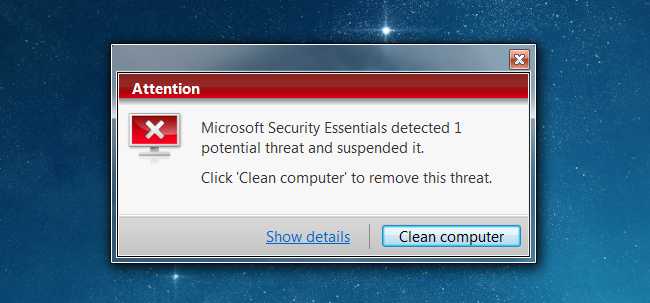 Attention
Microsoft Security Essentials detected 1
potential threat and suspended it.
Click 'Clean computer' to remove this threat.
Show details
Clean computer